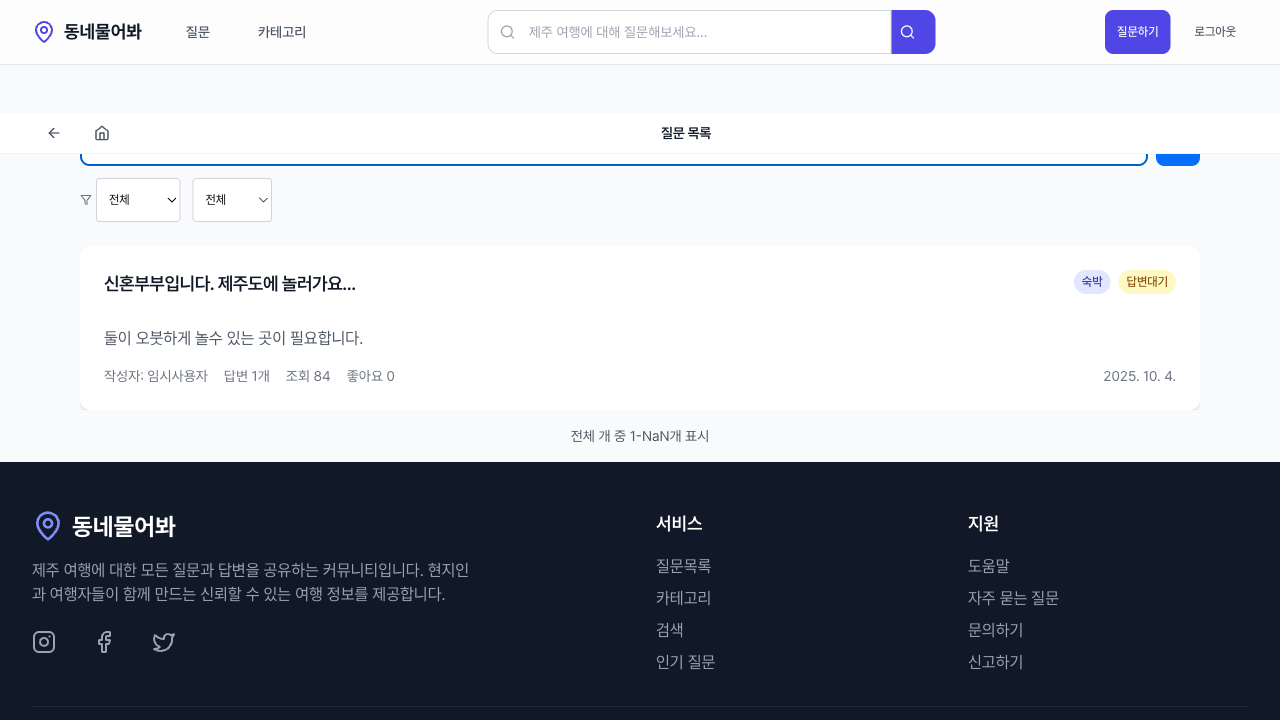 동네물어봐
질문
카테고리
제주 여행에 대해 질문해보세요...
질문하기
로그아웃
질문 목록
전체
전체
신혼부부입니다. 제주도에 놀러가요...
숙박
답변대기
둘이 오붓하게 놀수 있는 곳이 필요합니다.
작성자: 임시사용자 답변 1개 조회 84 좋아요 0
2025. 10. 4.
전체 개 중 1-NaN개 표시
동네물어봐
제주 여행에 대한 모든 질문과 답변을 공유하는 커뮤니티입니다. 현지인
과 여행자들이 함께 만드는 신뢰할 수 있는 여행 정보를 제공합니다.
서비스
질문목록
카테고리
검색
인기 질문
지원
도움말
자주 묻는 질문
문의하기
신고하기